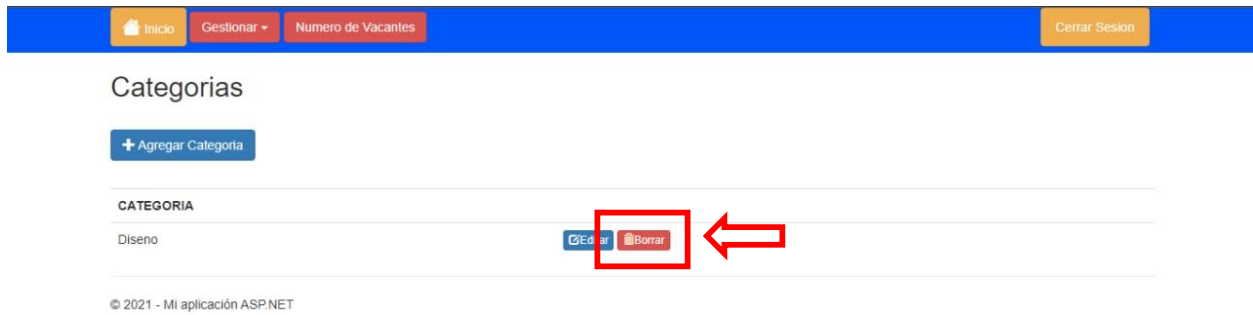 Inicio Gestionar Numero de Vacantes Cerrar Sesion
Categorias
Agregar Categoria
CATEGORIA
Diseno Editar Borrar
© 2021 - Mi aplicación ASP.NET